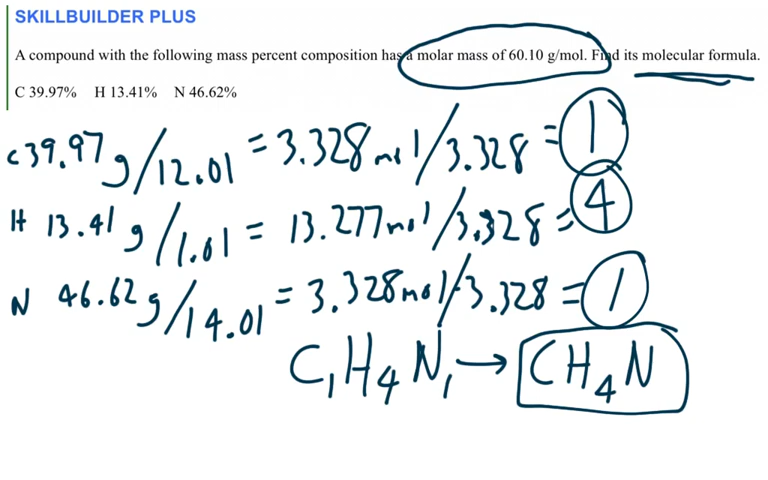 SKILLBUILDER PLUS
A compound with the following mass percent composition has a molar mass of 60.10 g/mol. Find its molecular formula.
C 39.97% H 13.41% N 46.62%
C 39.97 g/12.01 = 3.328 mol/3.328 = 1
H 13.41 g/1.01 = 13.277 mol/3.328 = 4
N 46.62 g/14.01 = 3.328 mol/3.328 = 1
C₁H₄N₁ → CH₄N